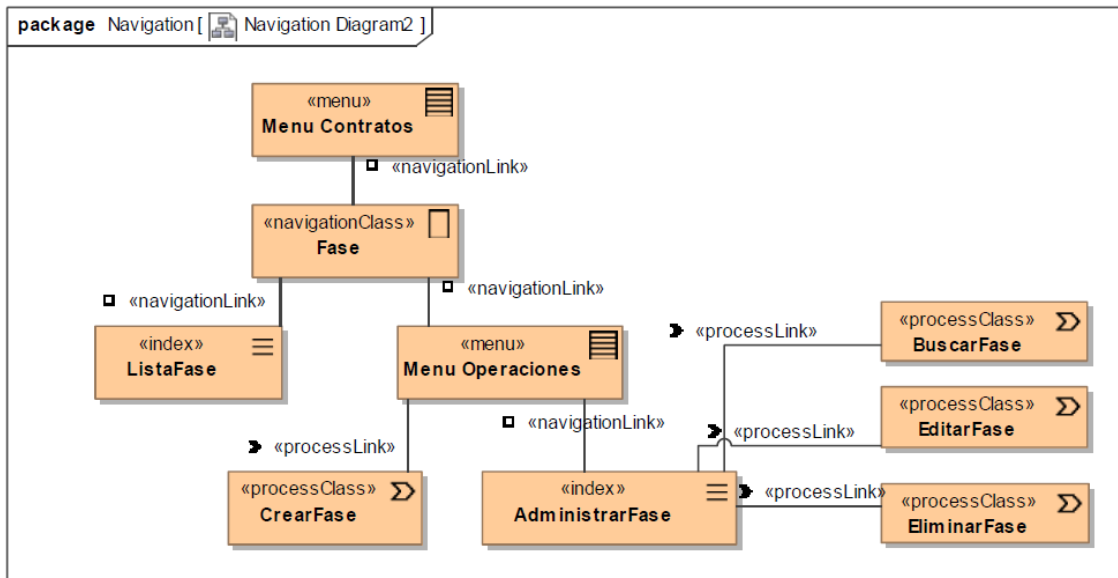 package Navigation [ Navigation Diagram2 ]
«menu»
Menu Contratos
«navigationLink»
«navigationClass»
Fase
«navigationLink»
«navigationLink»
«index»
ListaFase
«menu»
Menu Operaciones
«processLink»
«processClass»
BuscarFase
«processLink»
«navigationLink»
«processLink»
«processClass»
EditarFase
«processClass»
CrearFase
«index»
AdministrarFase
«processLink»
«processClass»
EliminarFase